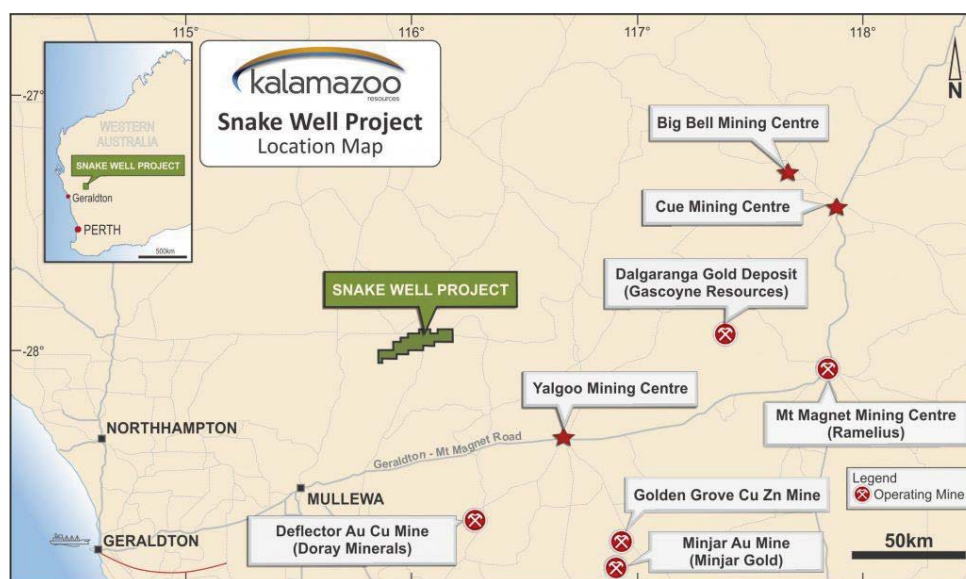 115°
116°
117°
118°
-27°
-28°
kalamazoo
resources
Snake Well Project
Location Map
N
WESTERN
AUSTRALIA
SNAKE WELL PROJECT
Geraldton
PERTH
500km
Big Bell Mining Centre
Cue Mining Centre
Dalgaranga Gold Deposit
(Gascoyne Resources)
SNAKE WELL PROJECT
Yalgoo Mining Centre
Mt Magnet Mining Centre
(Ramelius)
NORTHHAMPTON
Geraldton - Mt Magnet Road
MULLEWA
Legend
Operating Mine
Golden Grove Cu Zn Mine
Deflector Au Cu Mine
(Doray Minerals)
GERALDTON
Minjar Au Mine
(Minjar Gold)
50km